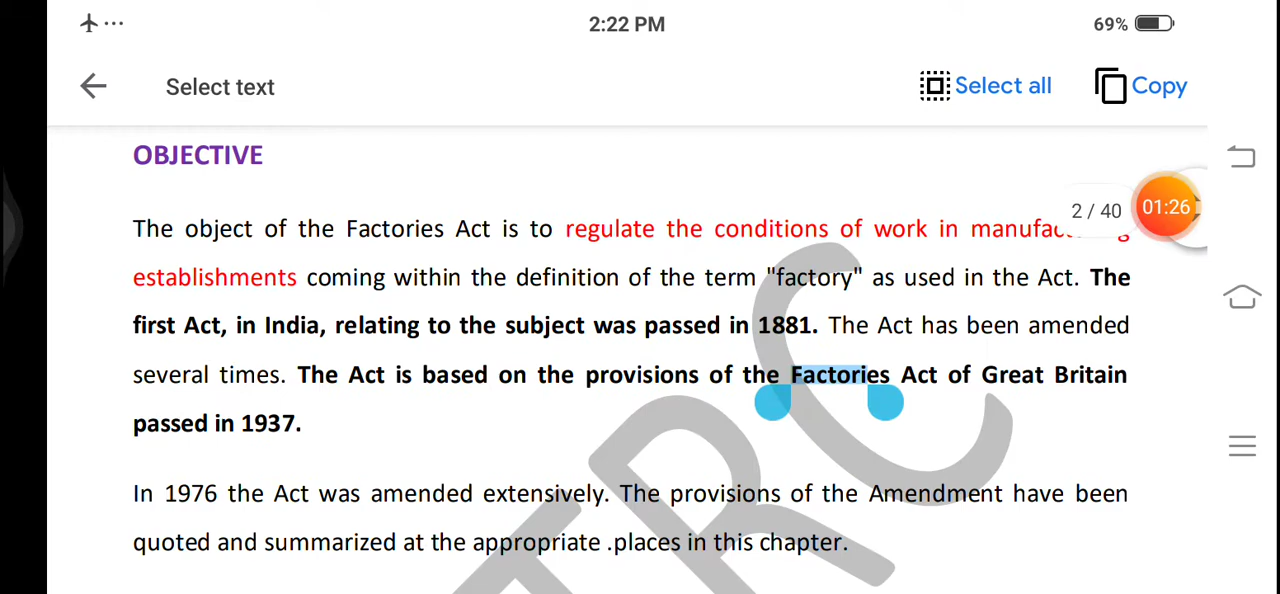 2:22 PM
69%
Select text
Select all
Copy
OBJECTIVE
2 / 40
01:26
The object of the Factories Act is to regulate the conditions of work in
establishments coming within the definition of the term "factory" as used in the Act. The
first Act, in India, relating to the subject was passed in 1881. The Act has been amended
several times. The Act is based on the provisions of the Factories Act of Great Britain
passed in 1937.
In 1976 the Act was amended extensively. The provisions of the Amendment have been
quoted and summarized at the appropriate .places in this chapter.
TRC